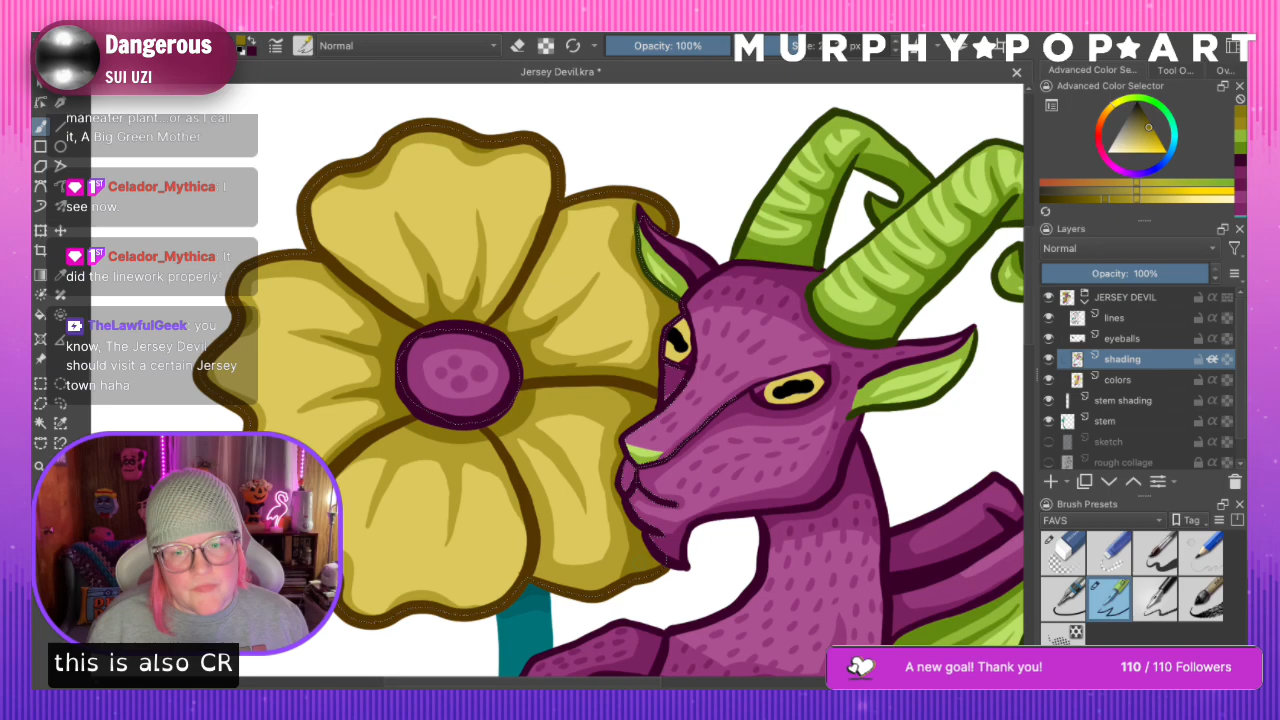 Dangerous
SUI UZI
MURPHY★POP★ART
Normal
Opacity: 100%
Jersey Devil.kra *
Advanced Color Se...
Tool O...
Ov...
Advanced Color Selector
maneater plant...or as I call
it, A Big Green Mother
1ST Celador_Mythica I
see now.
1ST Celador_Mythica It
did the linework properly!
TheLawfulGeek you
know, The Jersey Devil
should visit a certain Jersey
town haha
Layers
Normal
Opacity: 100%
JERSEY DEVIL
lines
eyeballs
shading
colors
stem shading
stem
sketch
rough collage
Brush Presets
FAVS
Tag
this is also CR
A new goal! Thank you!
110 / 110 Followers